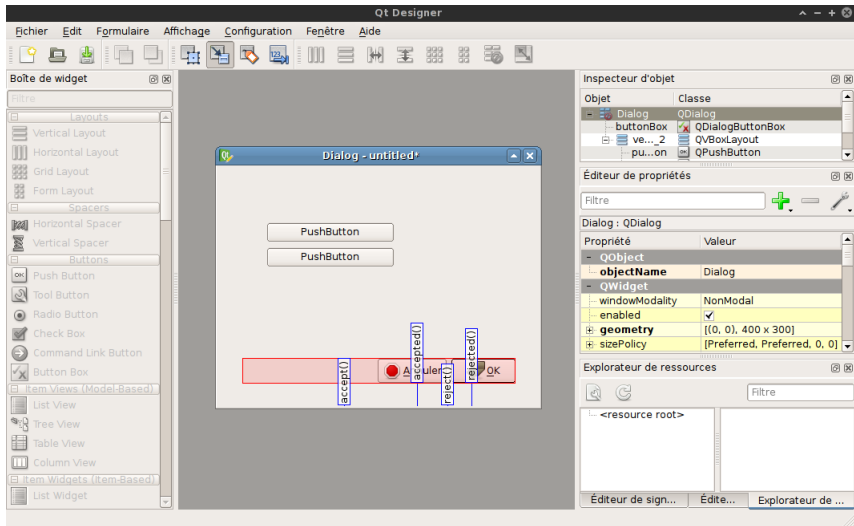 Qt Designer
Fichier Edit Formulaire Affichage Configuration Fenêtre Aide
123
Boîte de widget
Filtre
Layouts
Vertical Layout
Horizontal Layout
Grid Layout
Form Layout
Spacers
Horizontal Spacer
Vertical Spacer
Buttons
OK Push Button
Tool Button
Radio Button
Check Box
Command Link Button
Button Box
Item Views (Model-Based)
List View
Tree View
Table View
Column View
Item Widgets (Item-Based)
List Widget
Dialog - untitled*
PushButton
PushButton
accept()
accepted()
reject()
rejected()
OK
Inspecteur d'objet
Objet Classe
Dialog QDialog
buttonBox QDialogButtonBox
ve..._2 QVBoxLayout
pu...on QPushButton
Éditeur de propriétés
Filtre
Dialog : QDialog
Propriété Valeur
QObject
objectName Dialog
QWidget
windowModality NonModal
enabled
geometry [(0, 0), 400 x 300]
sizePolicy [Preferred, Preferred, 0, 0]
Explorateur de ressources
Filtre
<resource root>
Éditeur de sign... Édite... Explorateur de ...